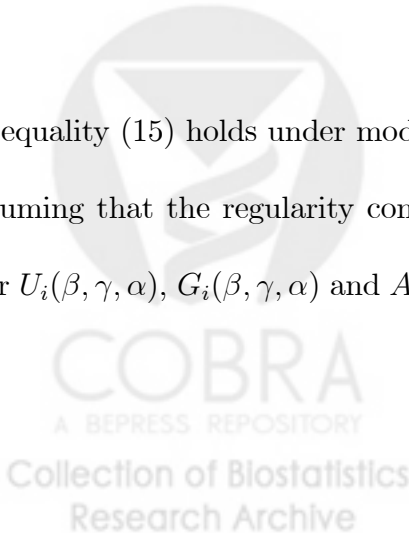 equality (15) holds under mod
uming that the regularity con
r U_i(β, γ, α), G_i(β, γ, α) and A
COBRA
A BEPRESS REPOSITORY
Collection of Biostatistics
Research Archive